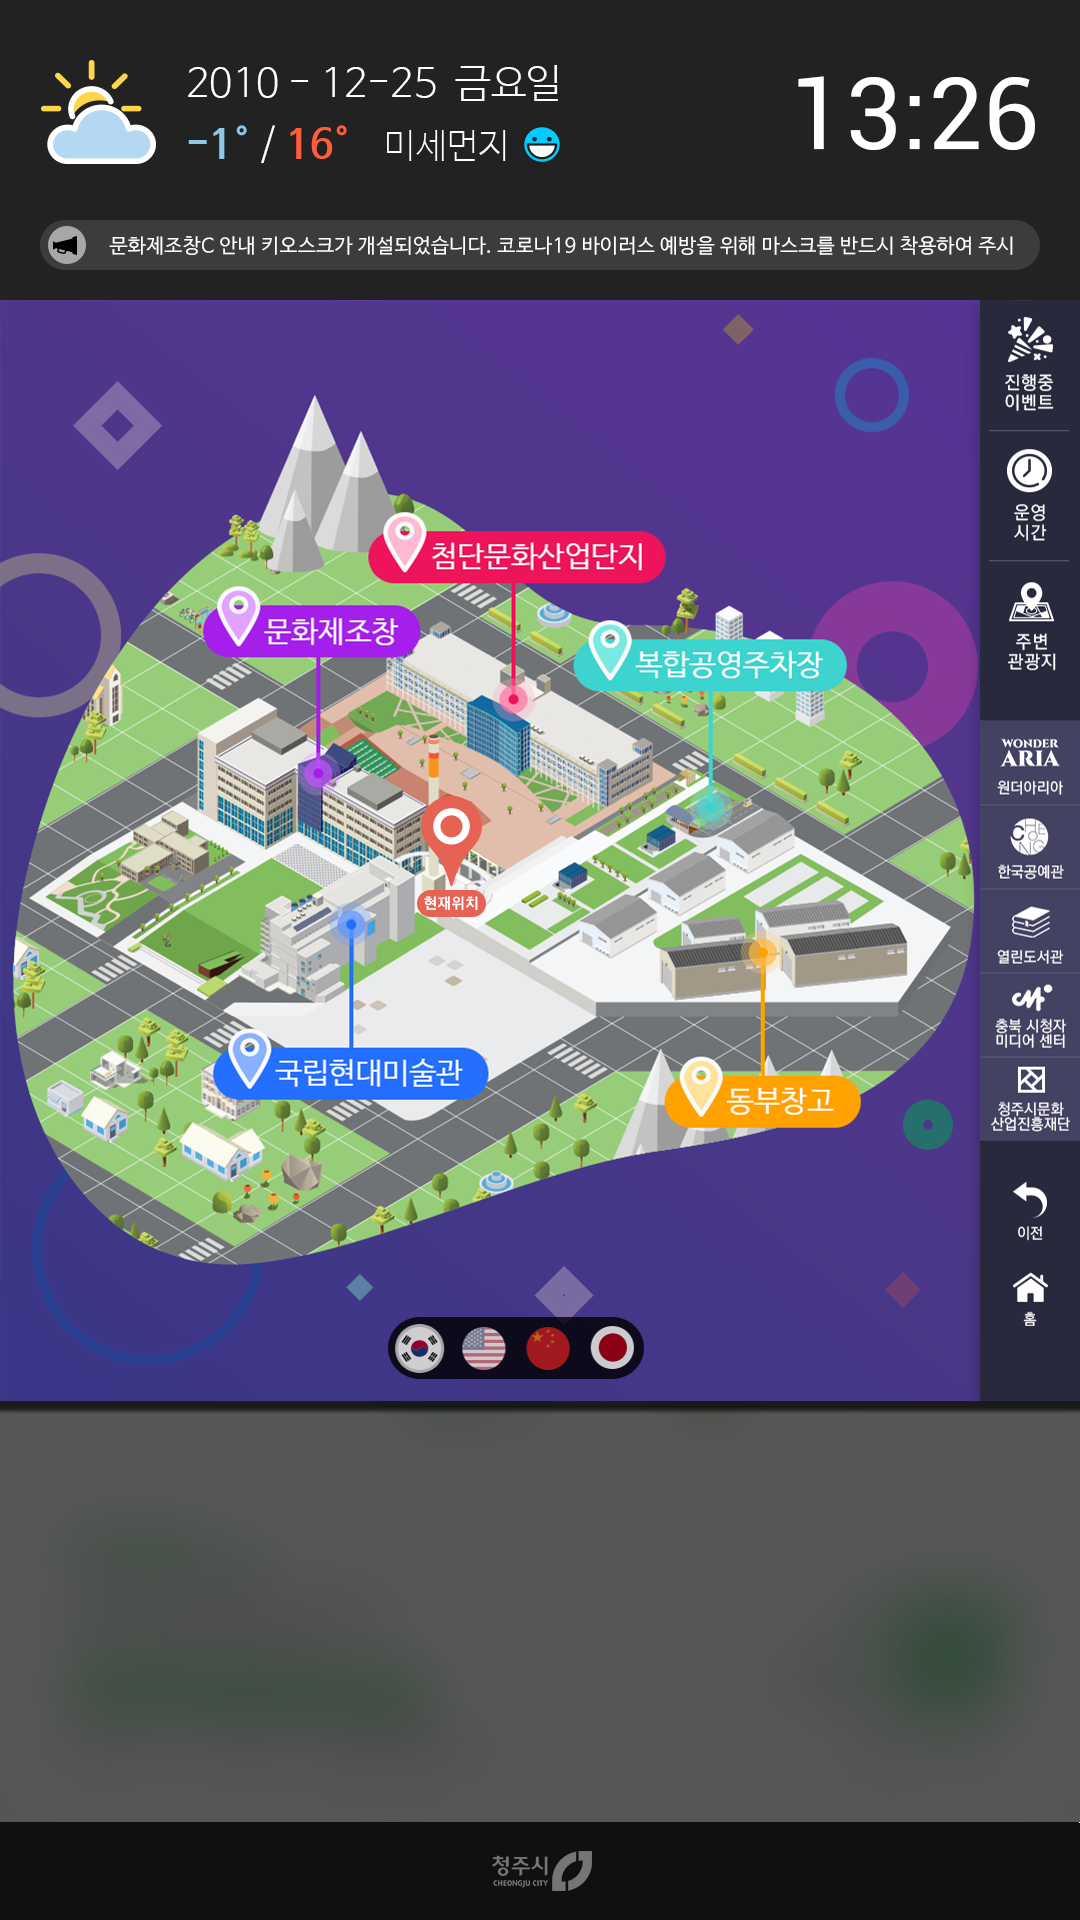 2010 - 12-25 금요일
13:26
-1° / 16° 미세먼지
문화제조창C 안내 키오스크가 개설되었습니다. 코로나19 바이러스 예방을 위해 마스크를 반드시 착용하여 주시
진행중
이벤트
운영
시간
주변
관광지
첨단문화산업단지
문화제조창
복합공영주차장
현재위치
국립현대미술관
동부창고
WONDER
ARIA
원더아리아
CHEONG
한국공예관
열린도서관
충북 시청자
미디어 센터
청주시문화
산업진흥재단
이전
홈
청주시
CHEONGJU CITY